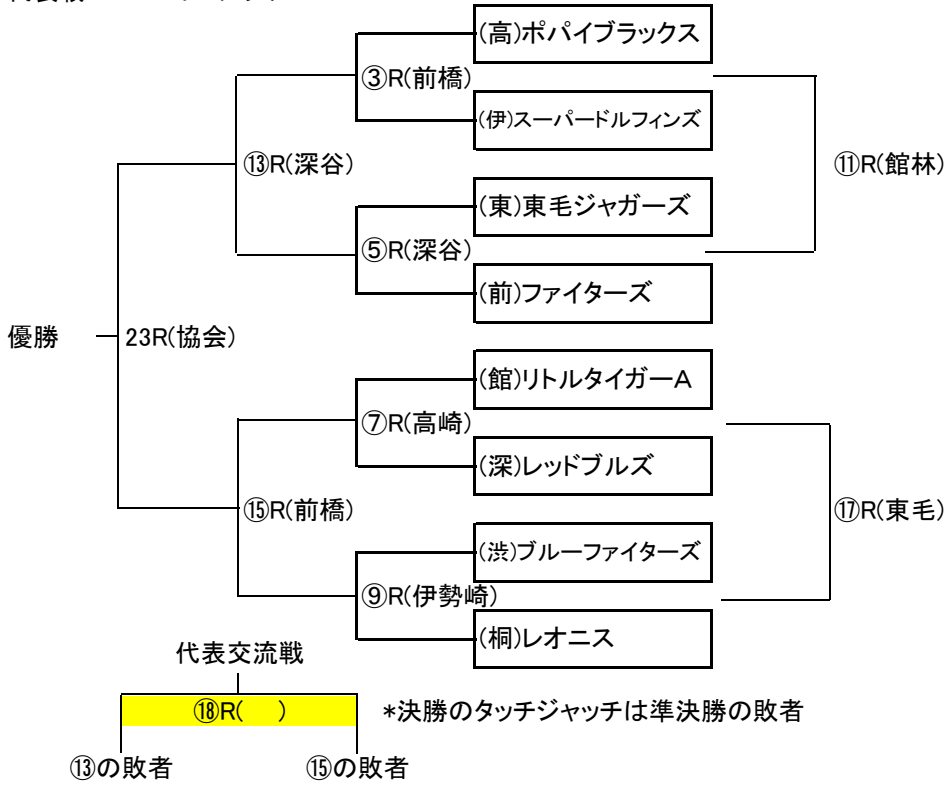 (高)ポパイブラックス
③R(前橋)
(伊)スーパードルフィンズ
⑬R(深谷)
⑪R(館林)
(東)東毛ジャガーズ
⑤R(深谷)
(前)ファイターズ
優勝
23R(協会)
(館)リトルタイガーA
⑦R(高崎)
(深)レッドブルズ
⑮R(前橋)
⑰R(東毛)
(渋)ブルーファイターズ
⑨R(伊勢崎)
(桐)レオニス
代表交流戦
⑱R(　)
*決勝のタッチジャッチは準決勝の敗者
⑬の敗者
⑮の敗者